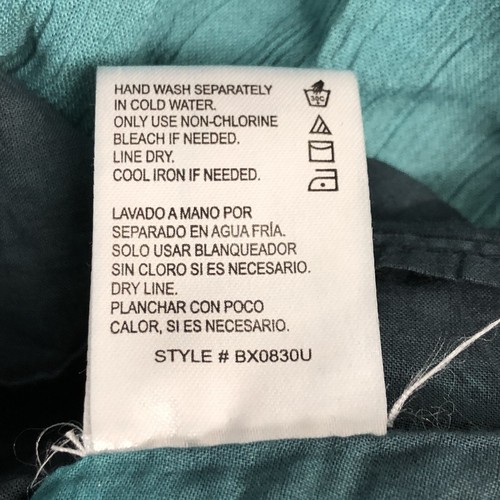 HAND WASH SEPARATELY
IN COLD WATER.
ONLY USE NON-CHLORINE
BLEACH IF NEEDED.
LINE DRY.
COOL IRON IF NEEDED.
30C
LAVADO A MANO POR
SEPARADO EN AGUA FRÍA.
SOLO USAR BLANQUEADOR
SIN CLORO SI ES NECESARIO.
DRY LINE.
PLANCHAR CON POCO
CALOR, SI ES NECESARIO.
STYLE # BX0830U